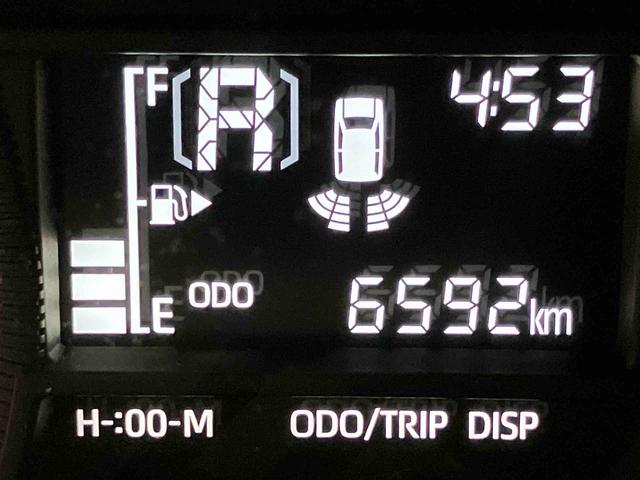 F [R] 4:53
ODO 6592km
E
H-:00-M ODO/TRIP DISP